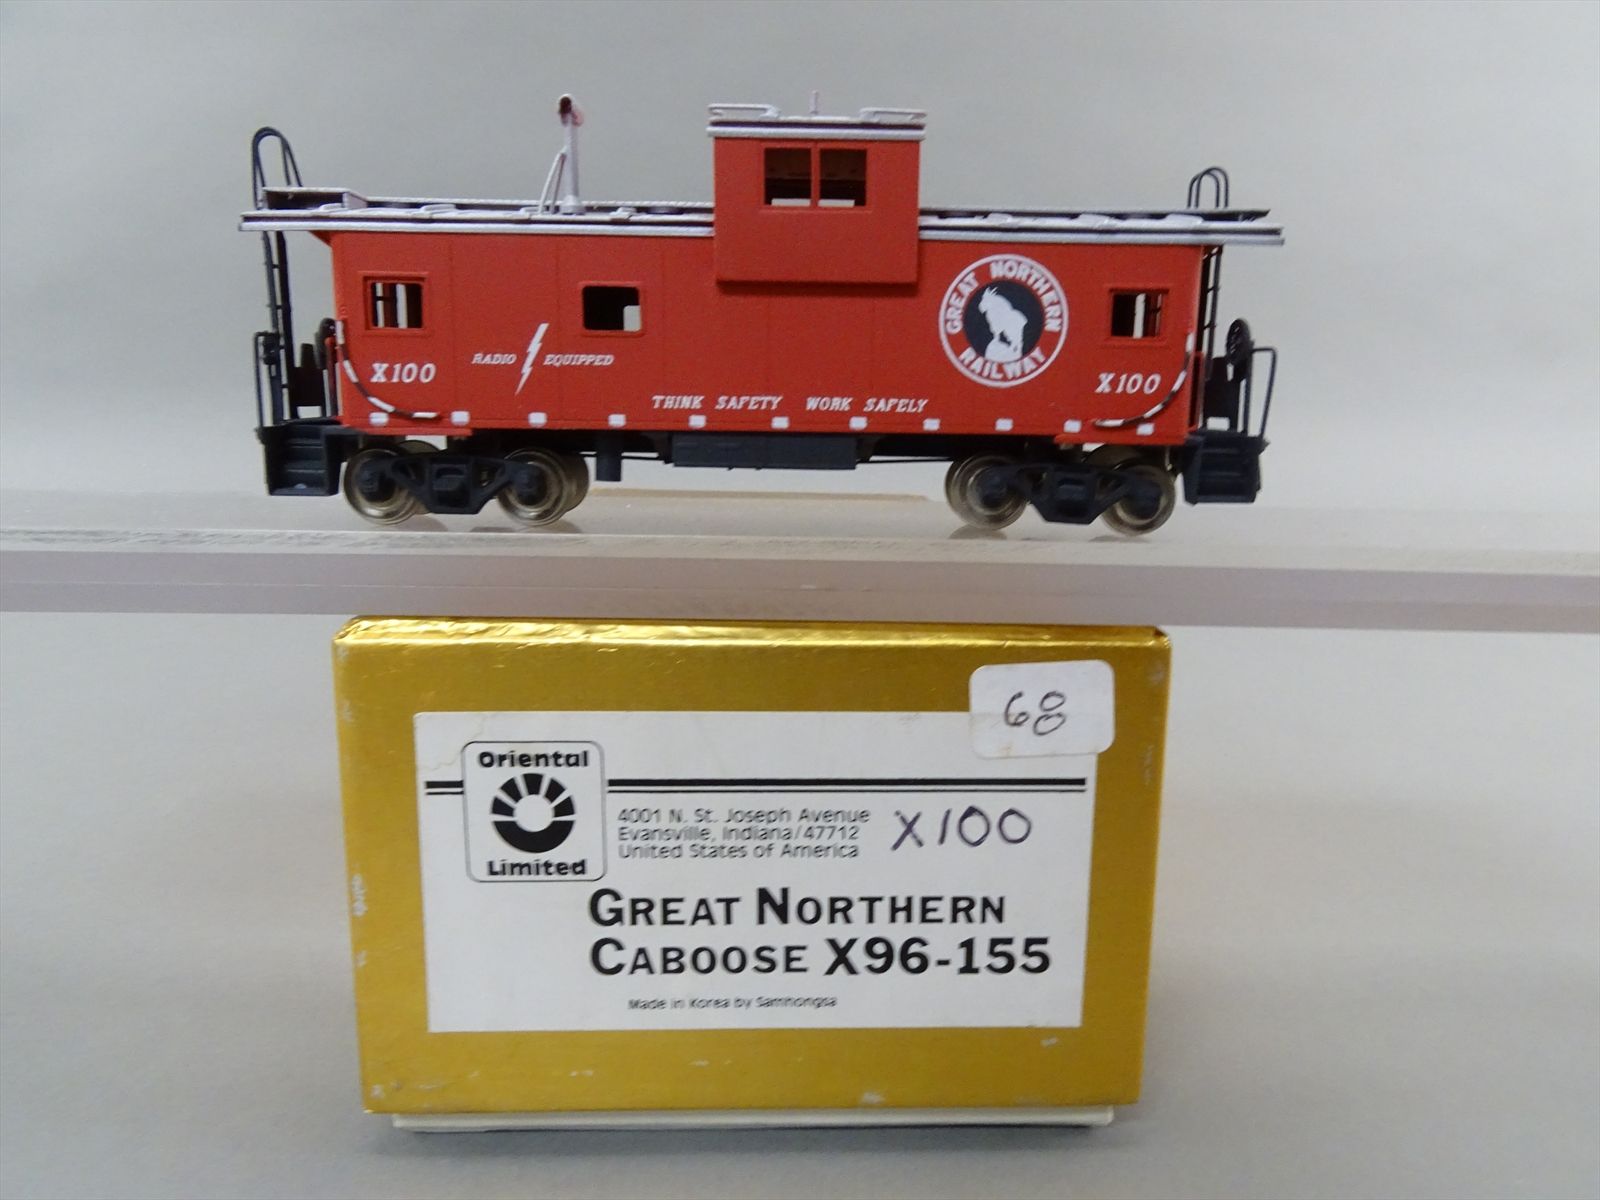 GREAT NORTHERN
RAILWAY
X100
RADIO EQUIPPED
X100
THINK SAFETY WORK SAFELY
68
Oriental
Limited
4001 N. St. Joseph Avenue
Evansville, Indiana/47712
United States of America
X100
GREAT NORTHERN
CABOOSE X96-155
Made in Korea by Samhongsa